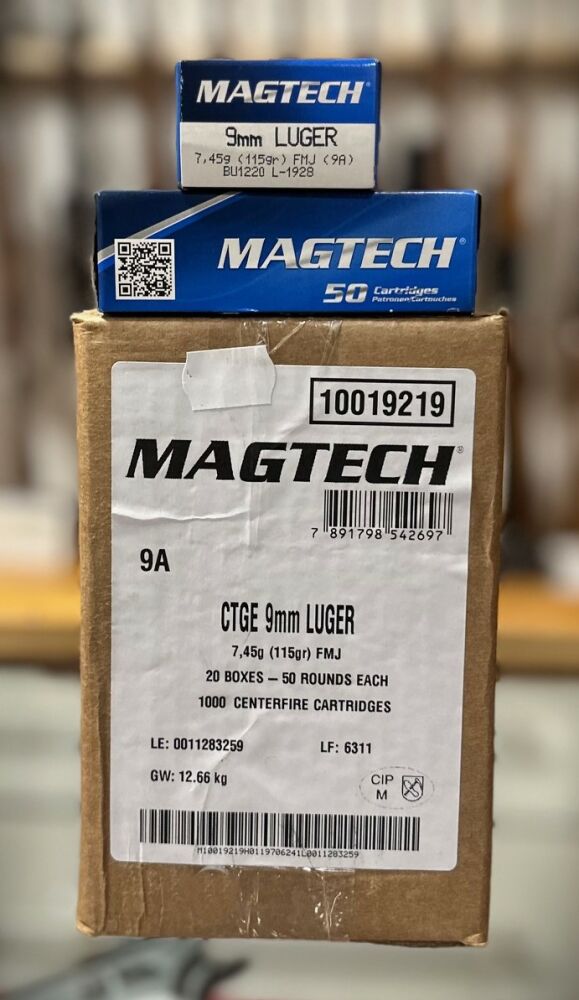 MAGTECH®
9mm LUGER
7,45g (115gr) FMJ (9A)
BU1220 L-1928
MAGTECH®
50 Cartridges
Patronen/Cartouches
10019219
MAGTECH®
7 891798 542697
9A
CTGE 9mm LUGER
7,45g (115gr) FMJ
20 BOXES – 50 ROUNDS EACH
1000 CENTERFIRE CARTRIDGES
LE: 0011283259 LF: 6311
GW: 12.66 kg
CIP
M
M10019219H0119706241L0011283259